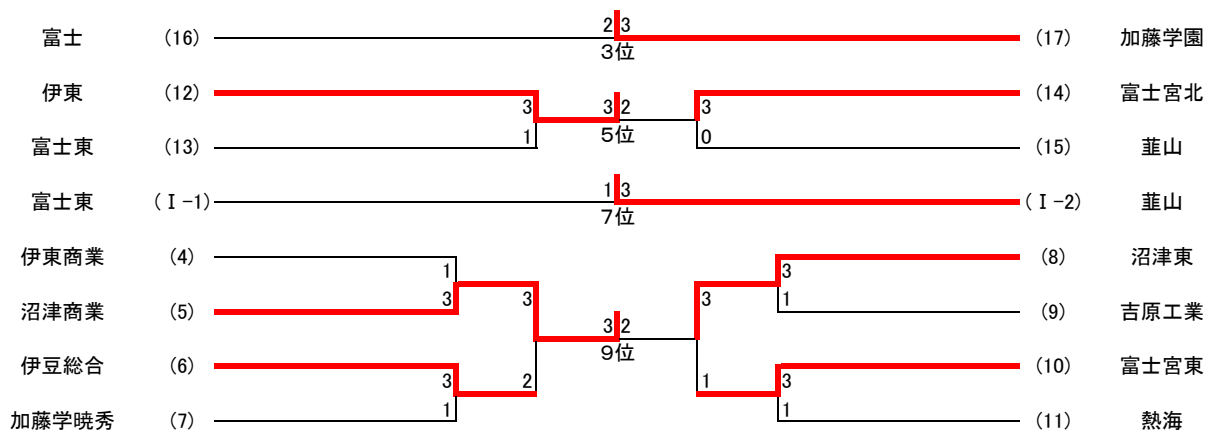 富士 (16) 2 3 (17) 加藤学園
3位
伊東 (12) 3 3 2 3 (14) 富士宮北
富士東 (13) 1 5位 0 (15) 韮山
富士東 (Ⅰ-1) 1 3 (Ⅰ-2) 韮山
7位
伊東商業 (4) 1 3 (8) 沼津東
沼津商業 (5) 3 3 3 1 (9) 吉原工業
3 2
9位
伊豆総合 (6) 3 2 1 3 (10) 富士宮東
加藤学暁秀 (7) 1 1 (11) 熱海